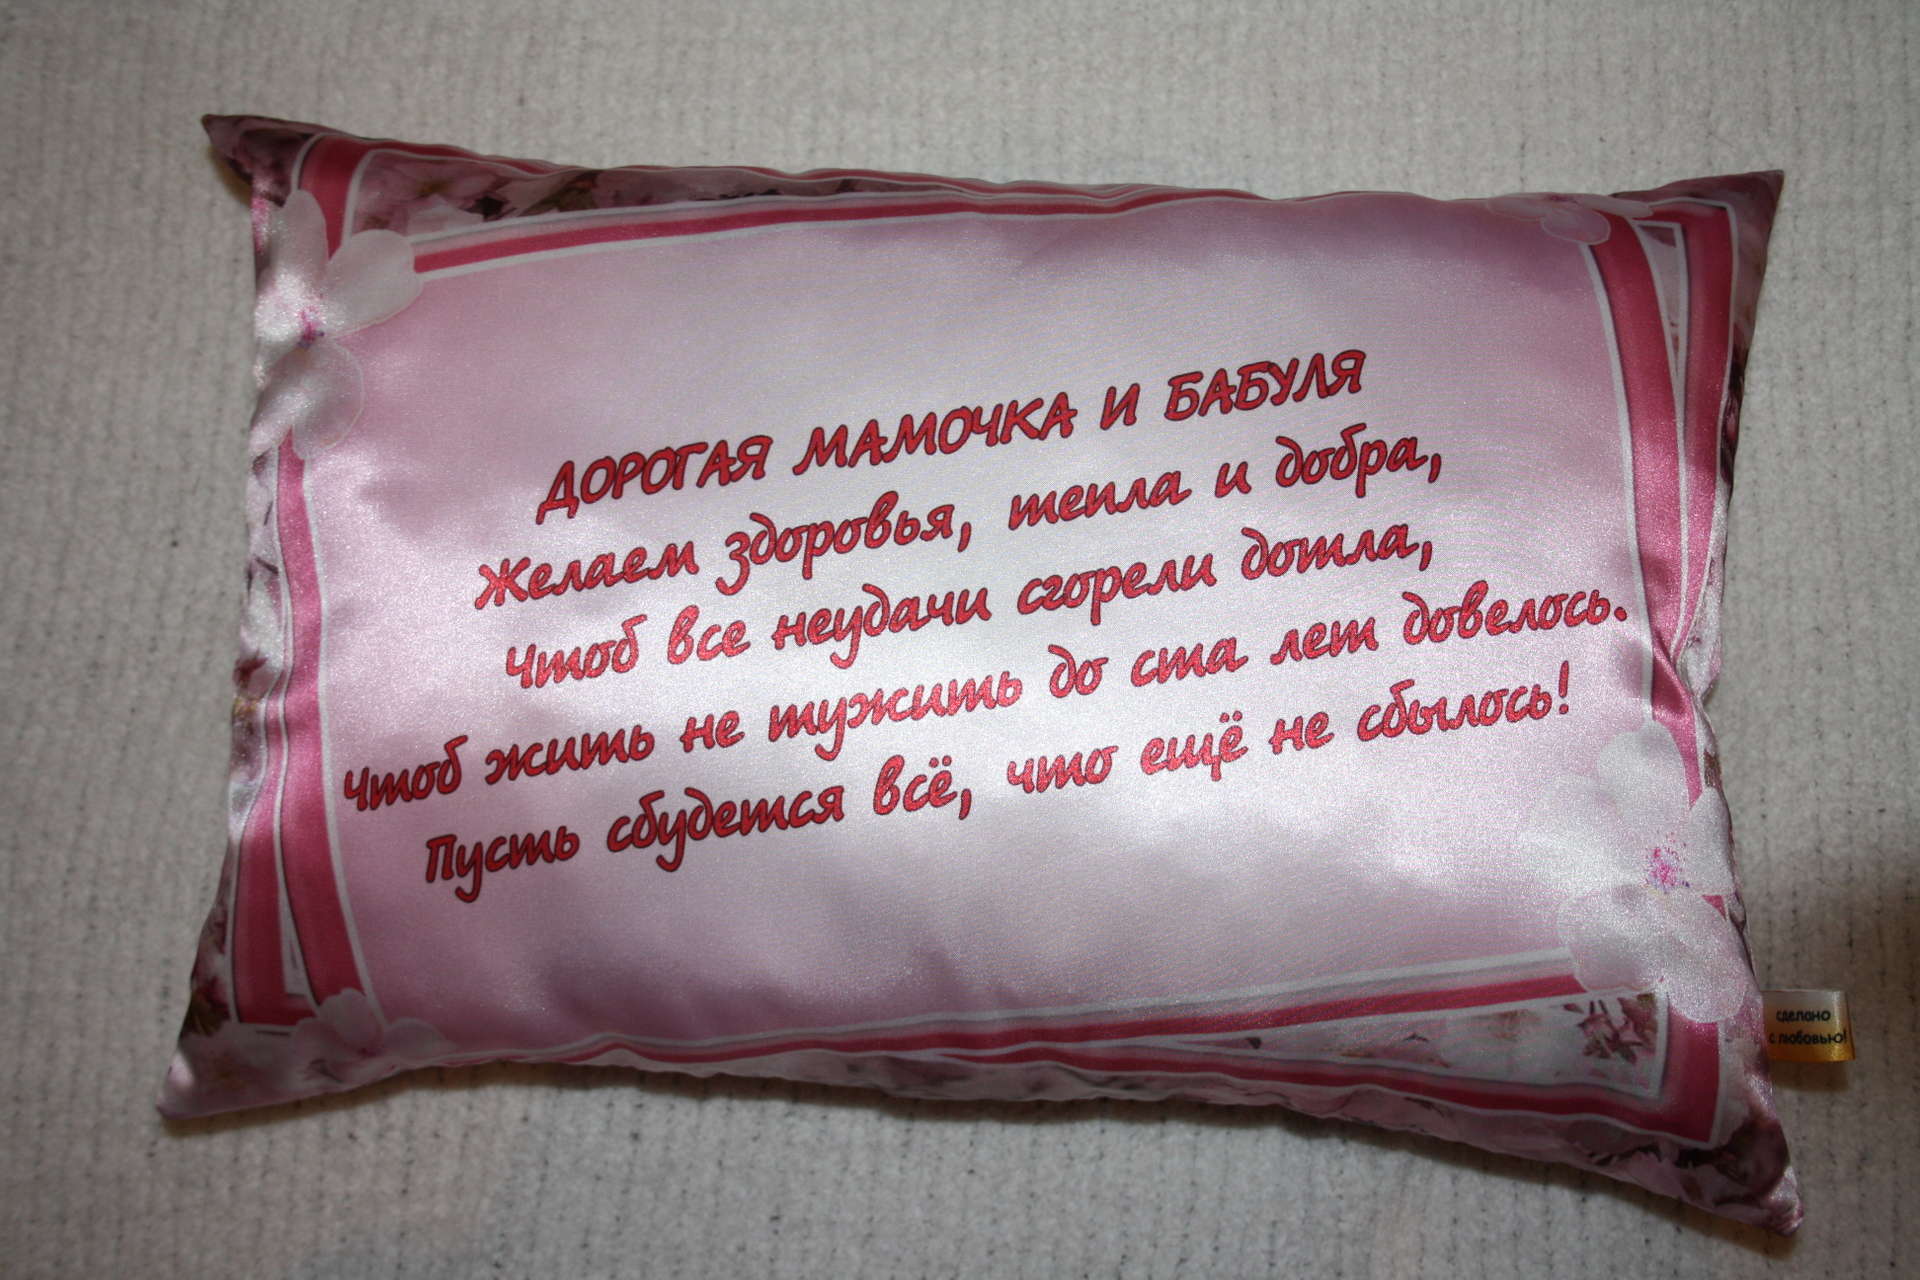 ДОРОГАЯ МАМОЧКА И БАБУЛЯ
Желаем здоровья, тепла и добра,
Чтоб все неудачи сгорели дотла,
Чтоб жить не тужить до ста лет довелось.
Пусть сбудется всё, что ещё не сбылось!
сделано
с любовью!